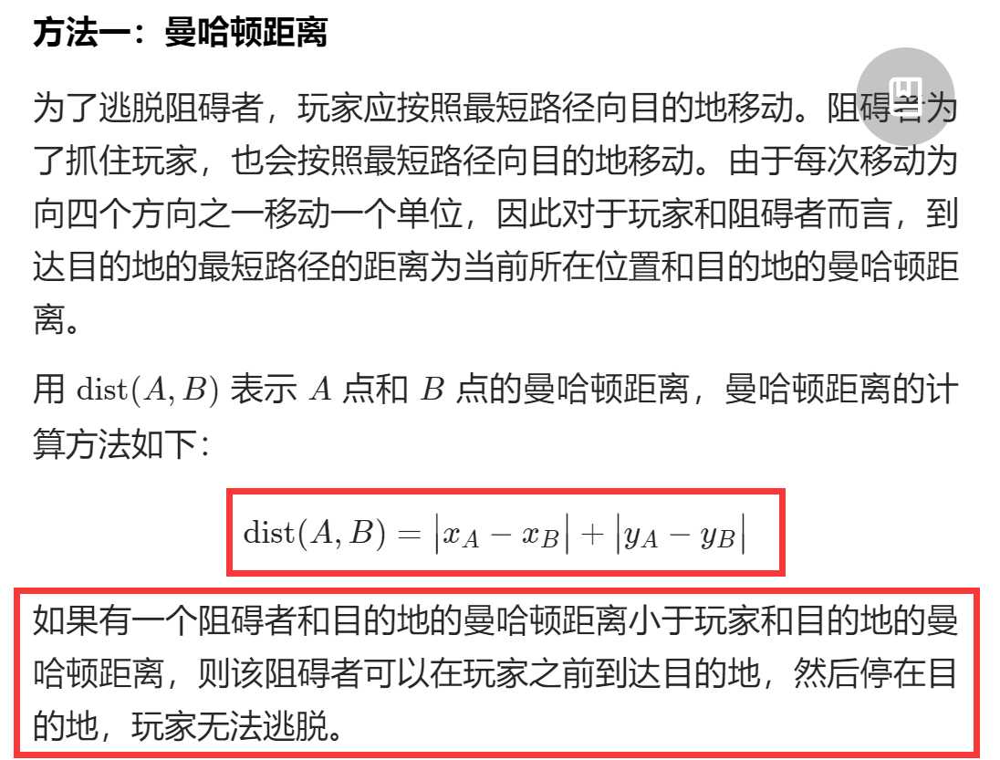 方法一：曼哈顿距离
为了逃脱阻碍者，玩家应按照最短路径向目的地移动。阻碍者为
了抓住玩家，也会按照最短路径向目的地移动。由于每次移动为
向四个方向之一移动一个单位，因此对于玩家和阻碍者而言，到
达目的地的最短路径的距离为当前所在位置和目的地的曼哈顿距
离。
用 dist(A, B) 表示 A 点和 B 点的曼哈顿距离，曼哈顿距离的计
算方法如下：
dist(A, B) = |x_A − x_B| + |y_A − y_B|
如果有一个阻碍者和目的地的曼哈顿距离小于玩家和目的地的曼
哈顿距离，则该阻碍者可以在玩家之前到达目的地，然后停在目
的地，玩家无法逃脱。